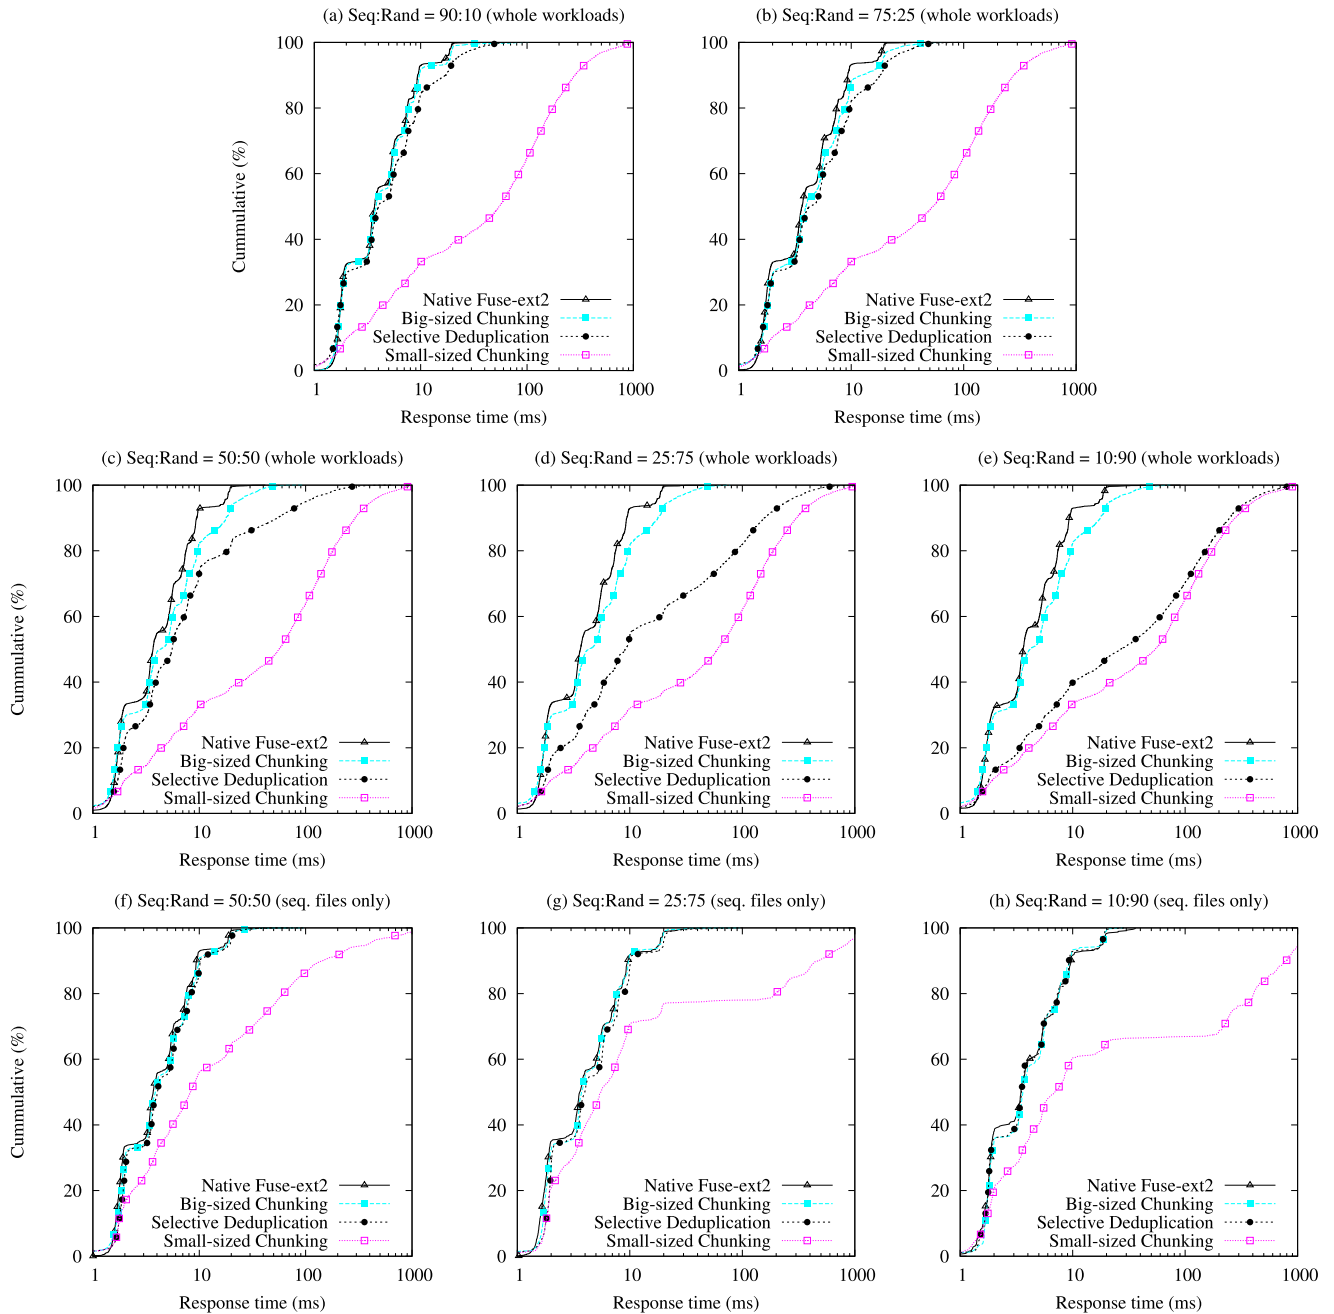 (a) Seq:Rand = 90:10 (whole workloads)
Cummulative (%)
100
80
60
40
20
0
Native Fuse-ext2
Big-sized Chunking
Selective Deduplication
Small-sized Chunking
1 10 100 1000
Response time (ms)
(b) Seq:Rand = 75:25 (whole workloads)
100
80
60
40
20
0
Native Fuse-ext2
Big-sized Chunking
Selective Deduplication
Small-sized Chunking
1 10 100 1000
Response time (ms)
(c) Seq:Rand = 50:50 (whole workloads)
Cummulative (%)
100
80
60
40
20
0
Native Fuse-ext2
Big-sized Chunking
Selective Deduplication
Small-sized Chunking
1 10 100 1000
Response time (ms)
(d) Seq:Rand = 25:75 (whole workloads)
100
80
60
40
20
0
Native Fuse-ext2
Big-sized Chunking
Selective Deduplication
Small-sized Chunking
1 10 100 1000
Response time (ms)
(e) Seq:Rand = 10:90 (whole workloads)
100
80
60
40
20
0
Native Fuse-ext2
Big-sized Chunking
Selective Deduplication
Small-sized Chunking
1 10 100 1000
Response time (ms)
(f) Seq:Rand = 50:50 (seq. files only)
Cummulative (%)
100
80
60
40
20
0
Native Fuse-ext2
Big-sized Chunking
Selective Deduplication
Small-sized Chunking
1 10 100 1000
Response time (ms)
(g) Seq:Rand = 25:75 (seq. files only)
100
80
60
40
20
0
Native Fuse-ext2
Big-sized Chunking
Selective Deduplication
Small-sized Chunking
1 10 100 1000
Response time (ms)
(h) Seq:Rand = 10:90 (seq. files only)
100
80
60
40
20
0
Native Fuse-ext2
Big-sized Chunking
Selective Deduplication
Small-sized Chunking
1 10 100 1000
Response time (ms)